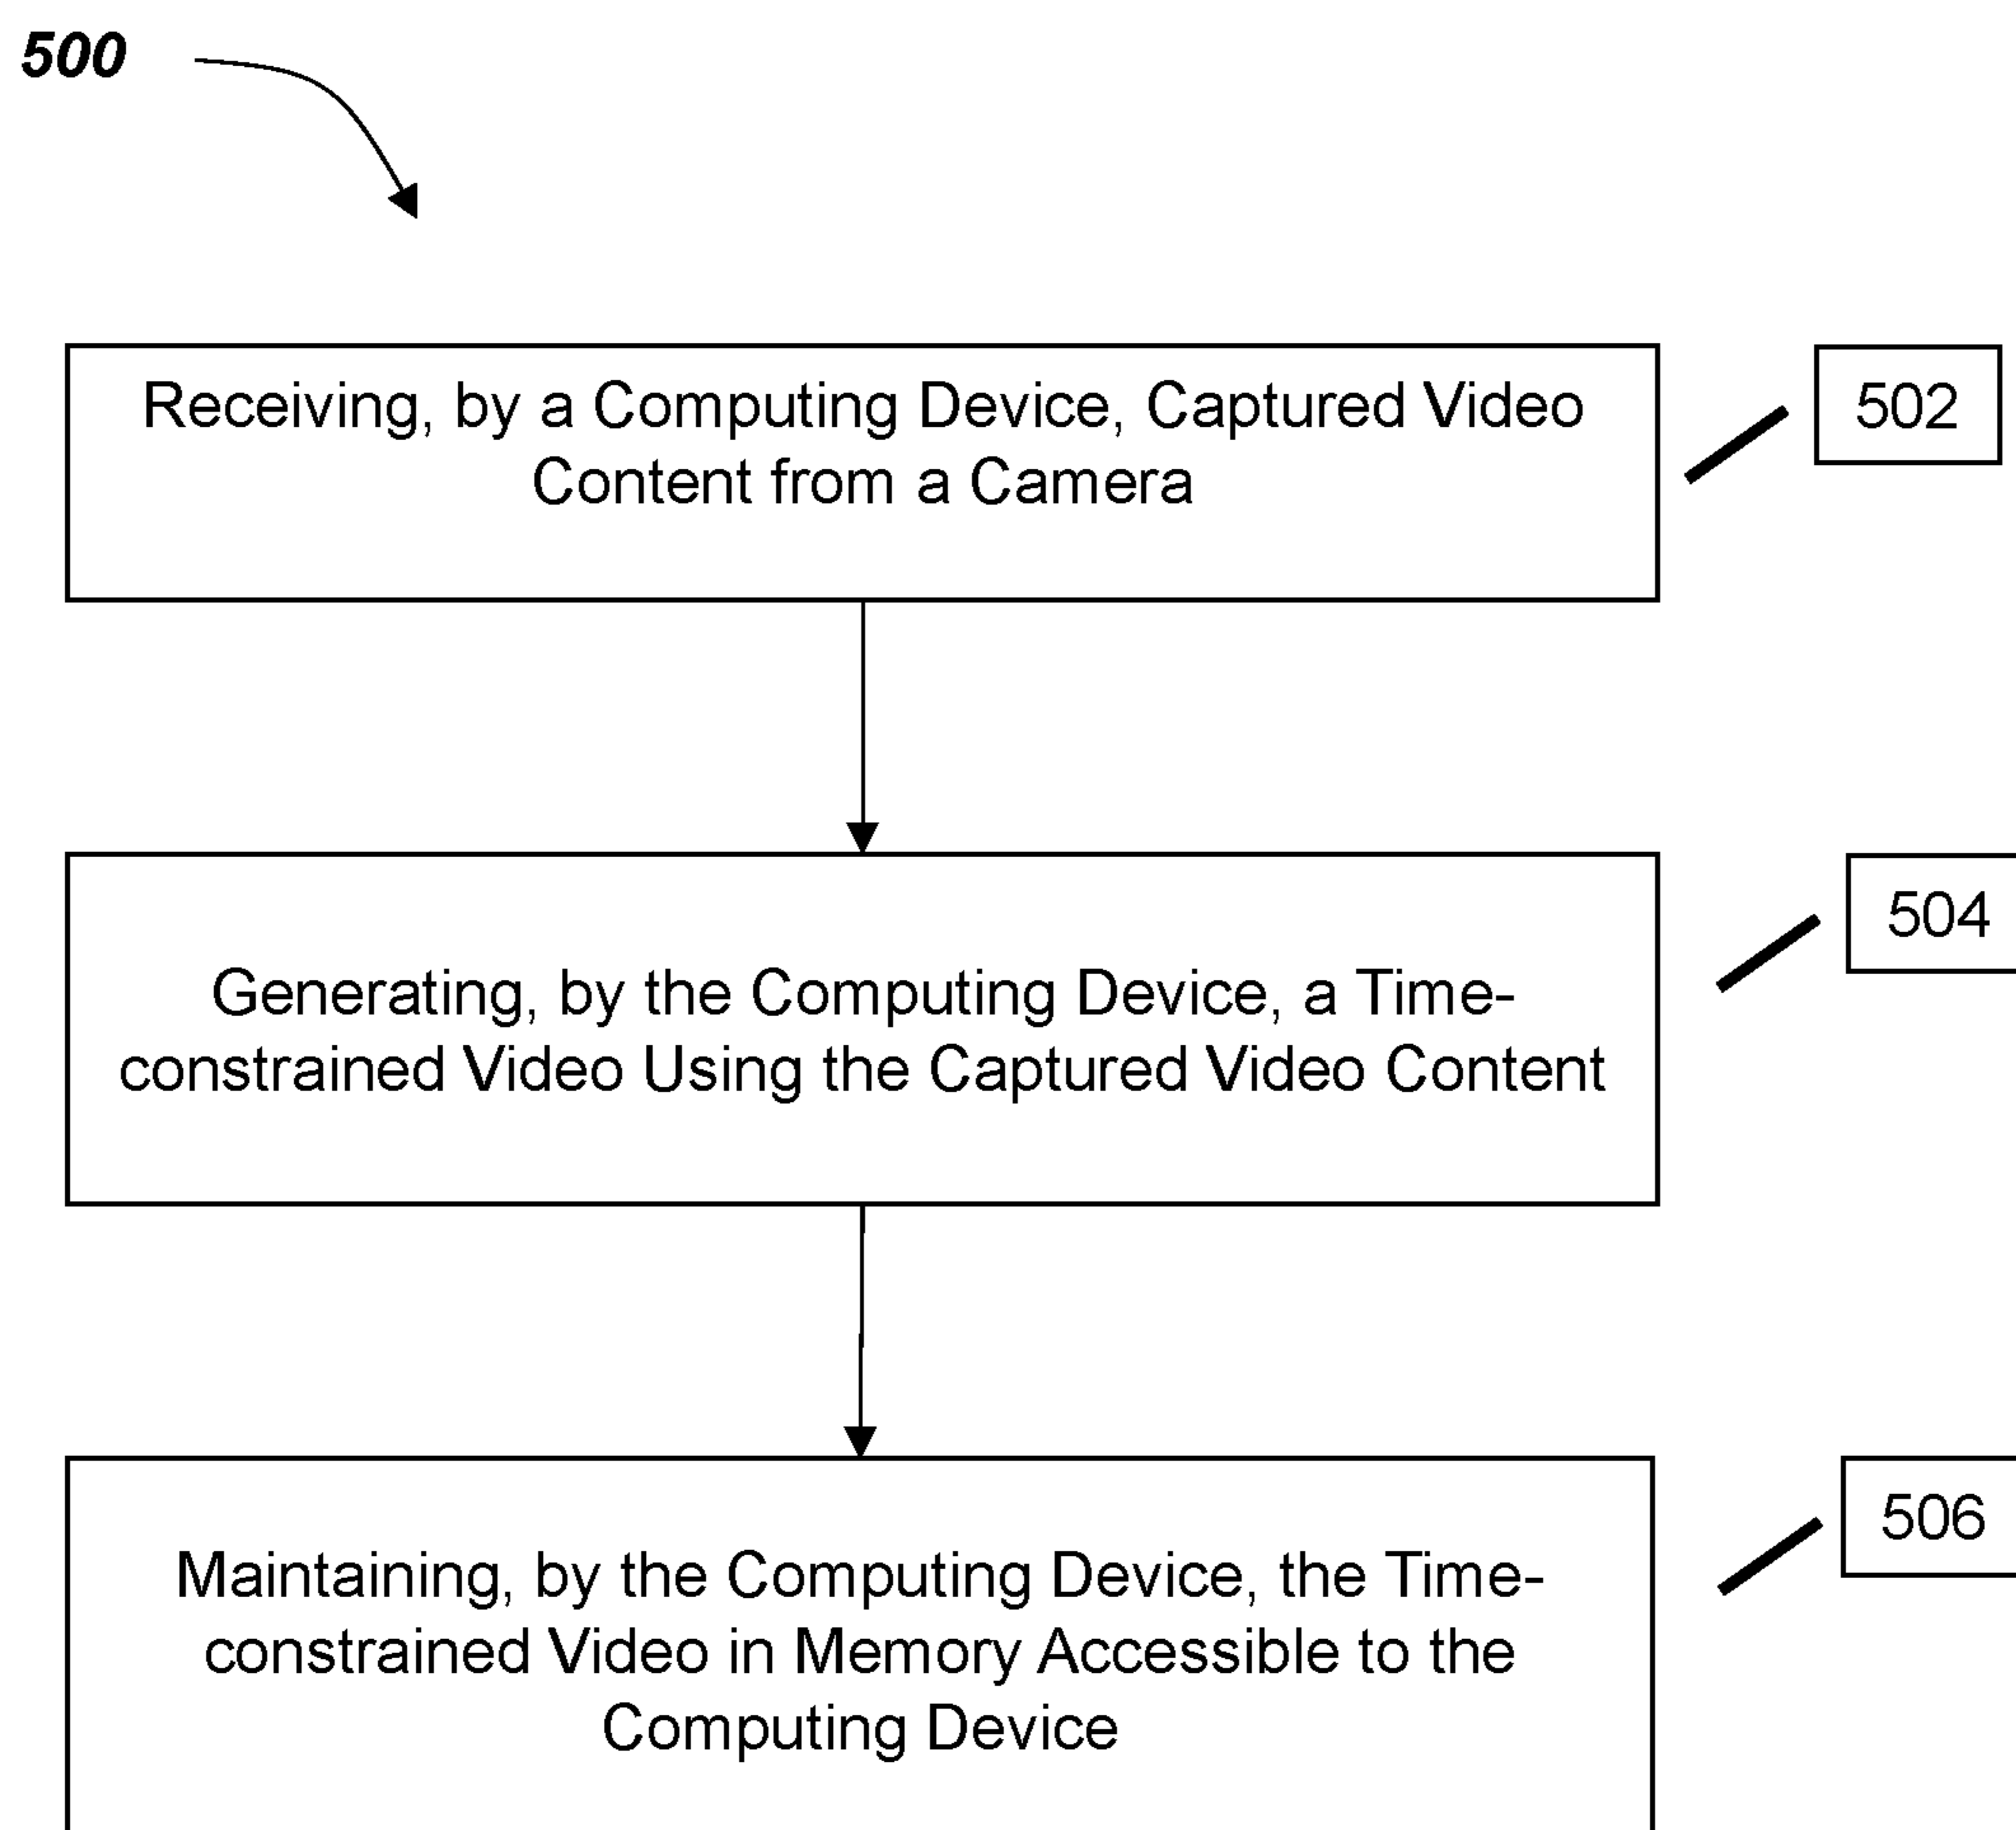 500
Receiving, by a Computing Device, Captured Video
Content from a Camera
502
Generating, by the Computing Device, a Time-
constrained Video Using the Captured Video Content
504
Maintaining, by the Computing Device, the Time-
constrained Video in Memory Accessible to the
Computing Device
506